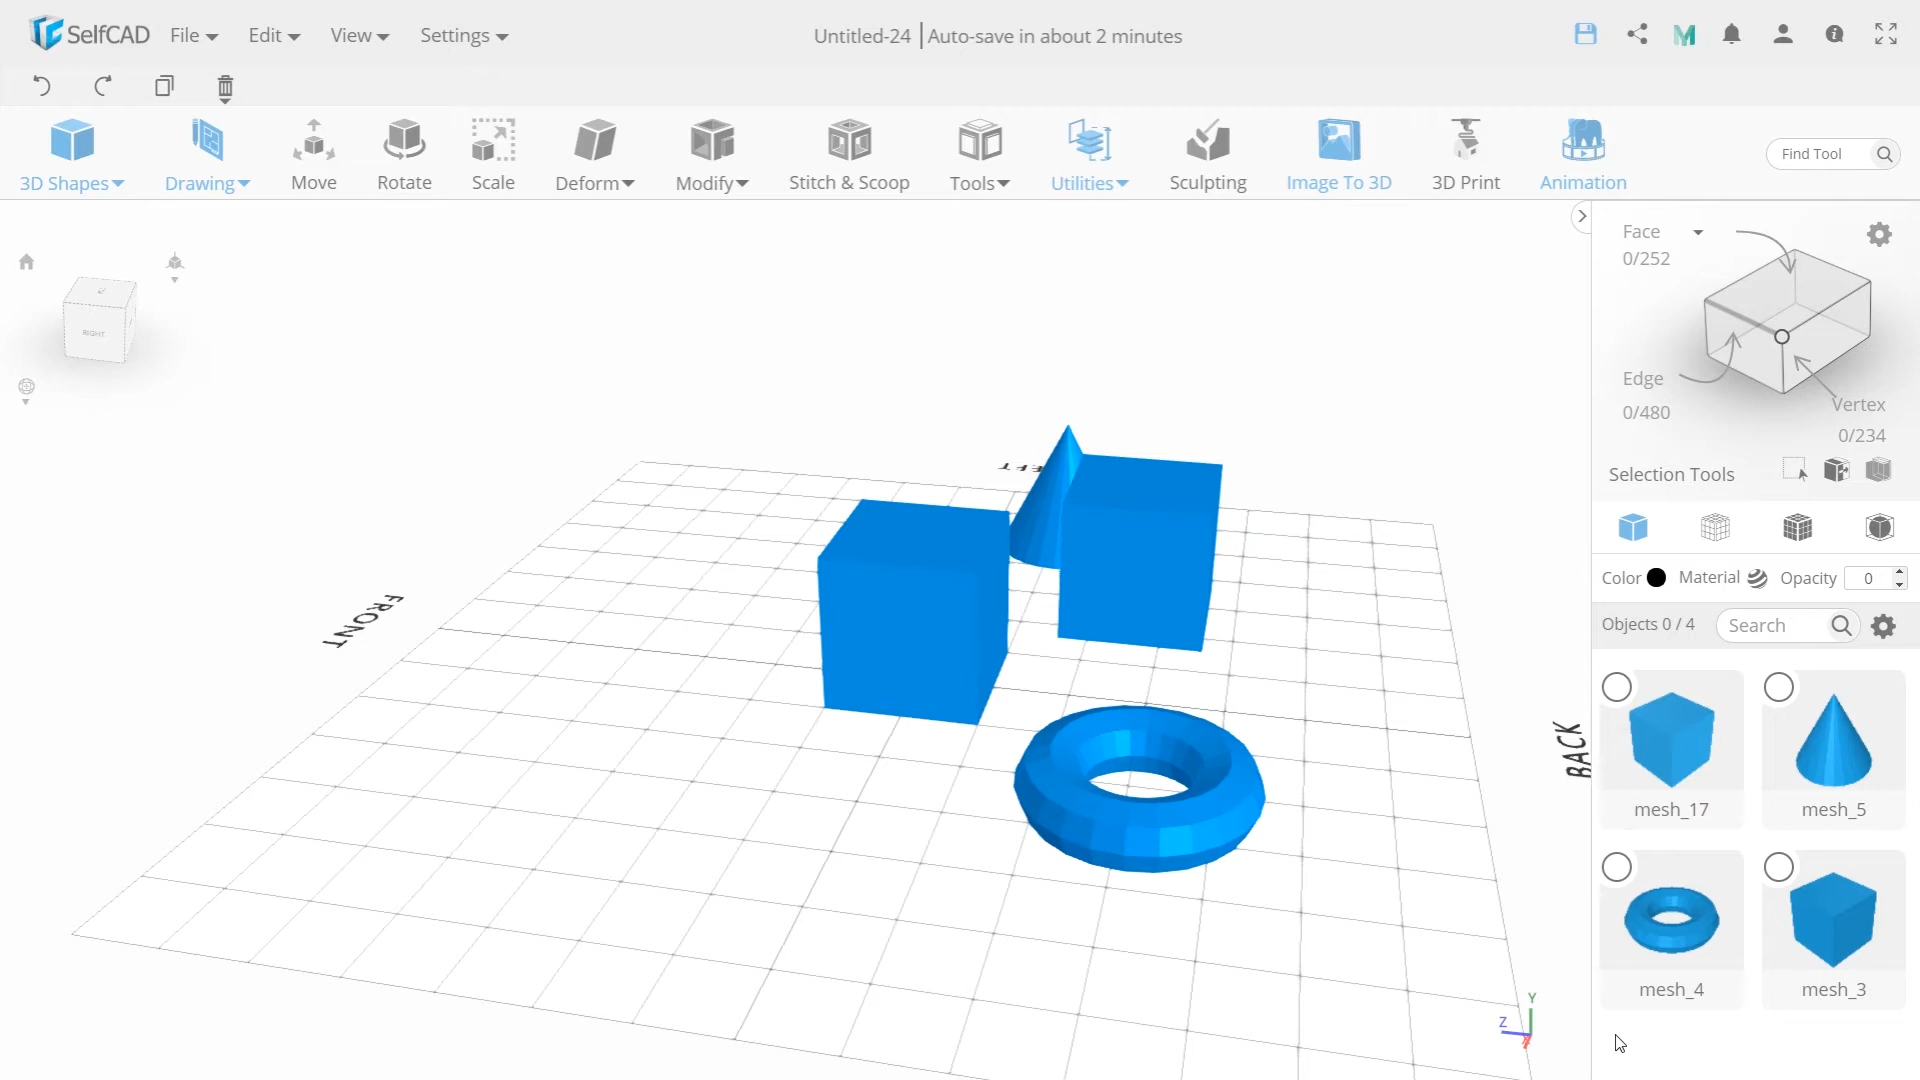 SelfCAD
File
Edit
View
Settings
Untitled-24 | Auto-save in about 2 minutes
3D Shapes
Drawing
Move
Rotate
Scale
Deform
Modify
Stitch & Scoop
Tools
Utilities
Sculpting
Image To 3D
3D Print
Animation
Find Tool
RIGHT
LEFT
FRONT
BACK
Y
Z
Face
0/252
Edge
0/480
Vertex
0/234
Selection Tools
Color
Material
Opacity
0
Objects 0 / 4
Search
mesh_17
mesh_5
mesh_4
mesh_3